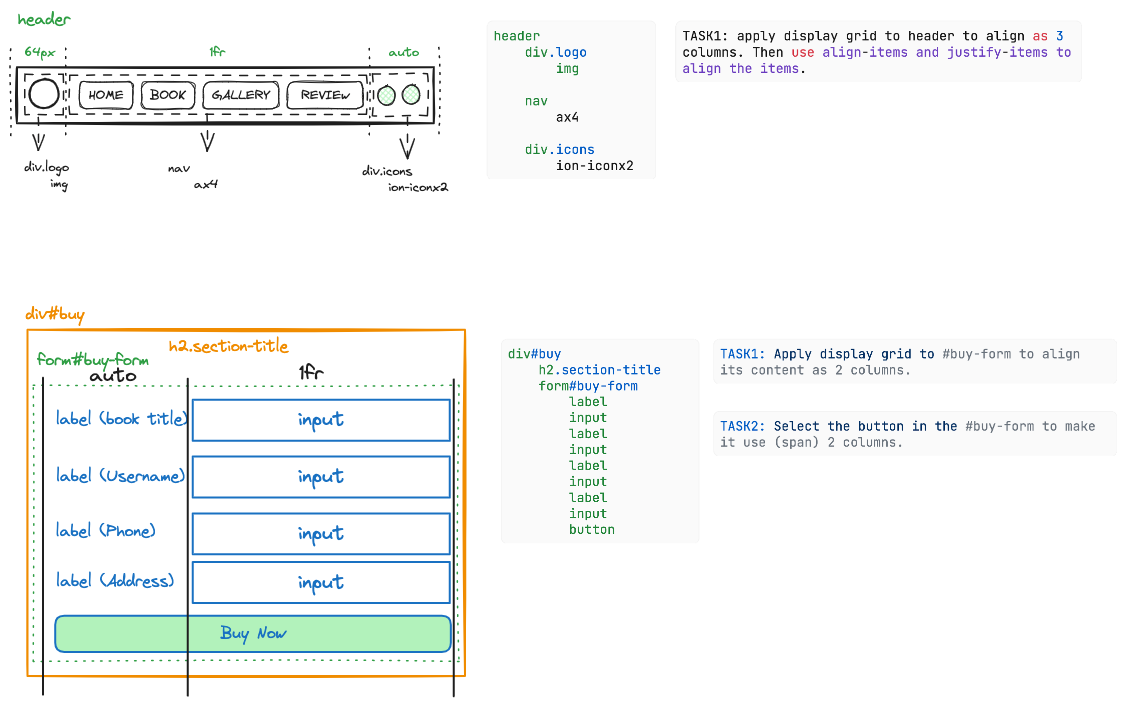 header
64px 1fr auto
HOME BOOK GALLERY REVIEW
div.logo
img
nav
ax4
div.icons
ion-iconx2
header
div.logo
img
nav
ax4
div.icons
ion-iconx2
TASK1: apply display grid to header to align as 3
columns. Then use align-items and justify-items to
align the items.
div#buy
h2.section-title
form#buy-form
auto 1fr
label (book title) input
label (Username) input
label (Phone) input
label (Address) input
Buy Now
div#buy
h2.section-title
form#buy-form
label
input
label
input
label
input
label
input
button
TASK1: Apply display grid to #buy-form to align
its content as 2 columns.
TASK2: Select the button in the #buy-form to make
it use (span) 2 columns.